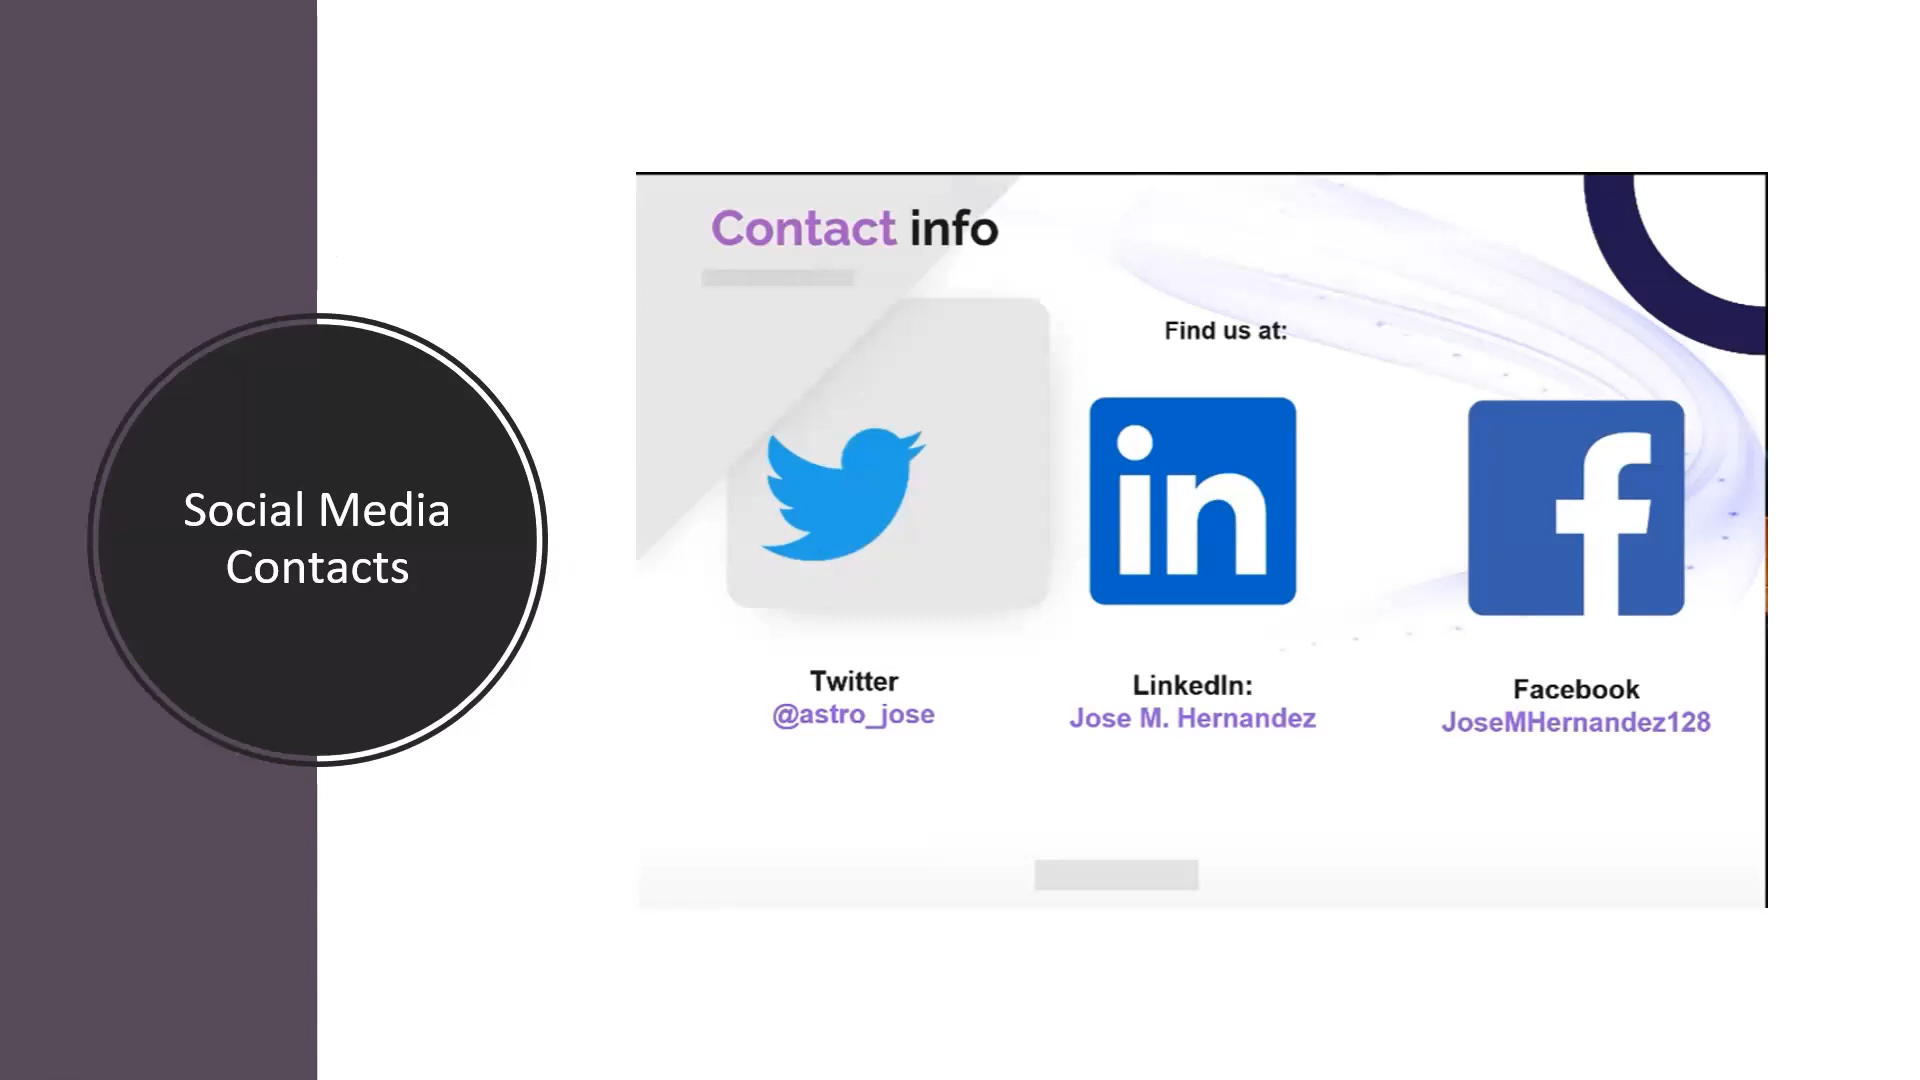 Social Media
Contacts
Contact info
Find us at:
in
f
Twitter
@astro_jose
LinkedIn:
Jose M. Hernandez
Facebook
JoseMHernandez128